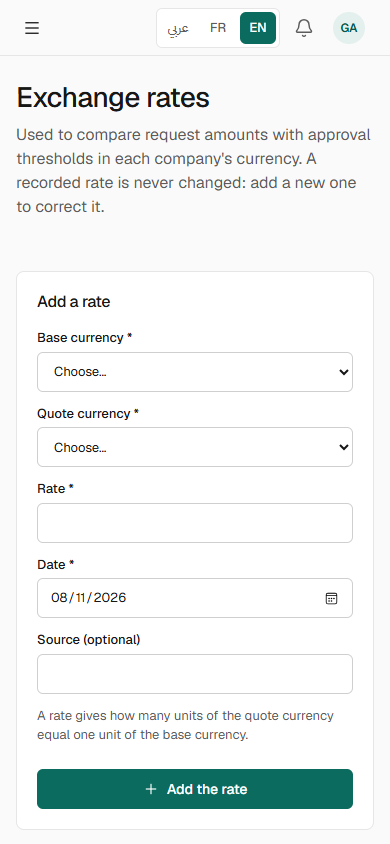 عربي FR EN GA
Exchange rates
Used to compare request amounts with approval
thresholds in each company's currency. A
recorded rate is never changed: add a new one
to correct it.
Add a rate
Base currency *
Choose...
Quote currency *
Choose...
Rate *
Date *
08/11/2026
Source (optional)
A rate gives how many units of the quote currency
equal one unit of the base currency.
+ Add the rate